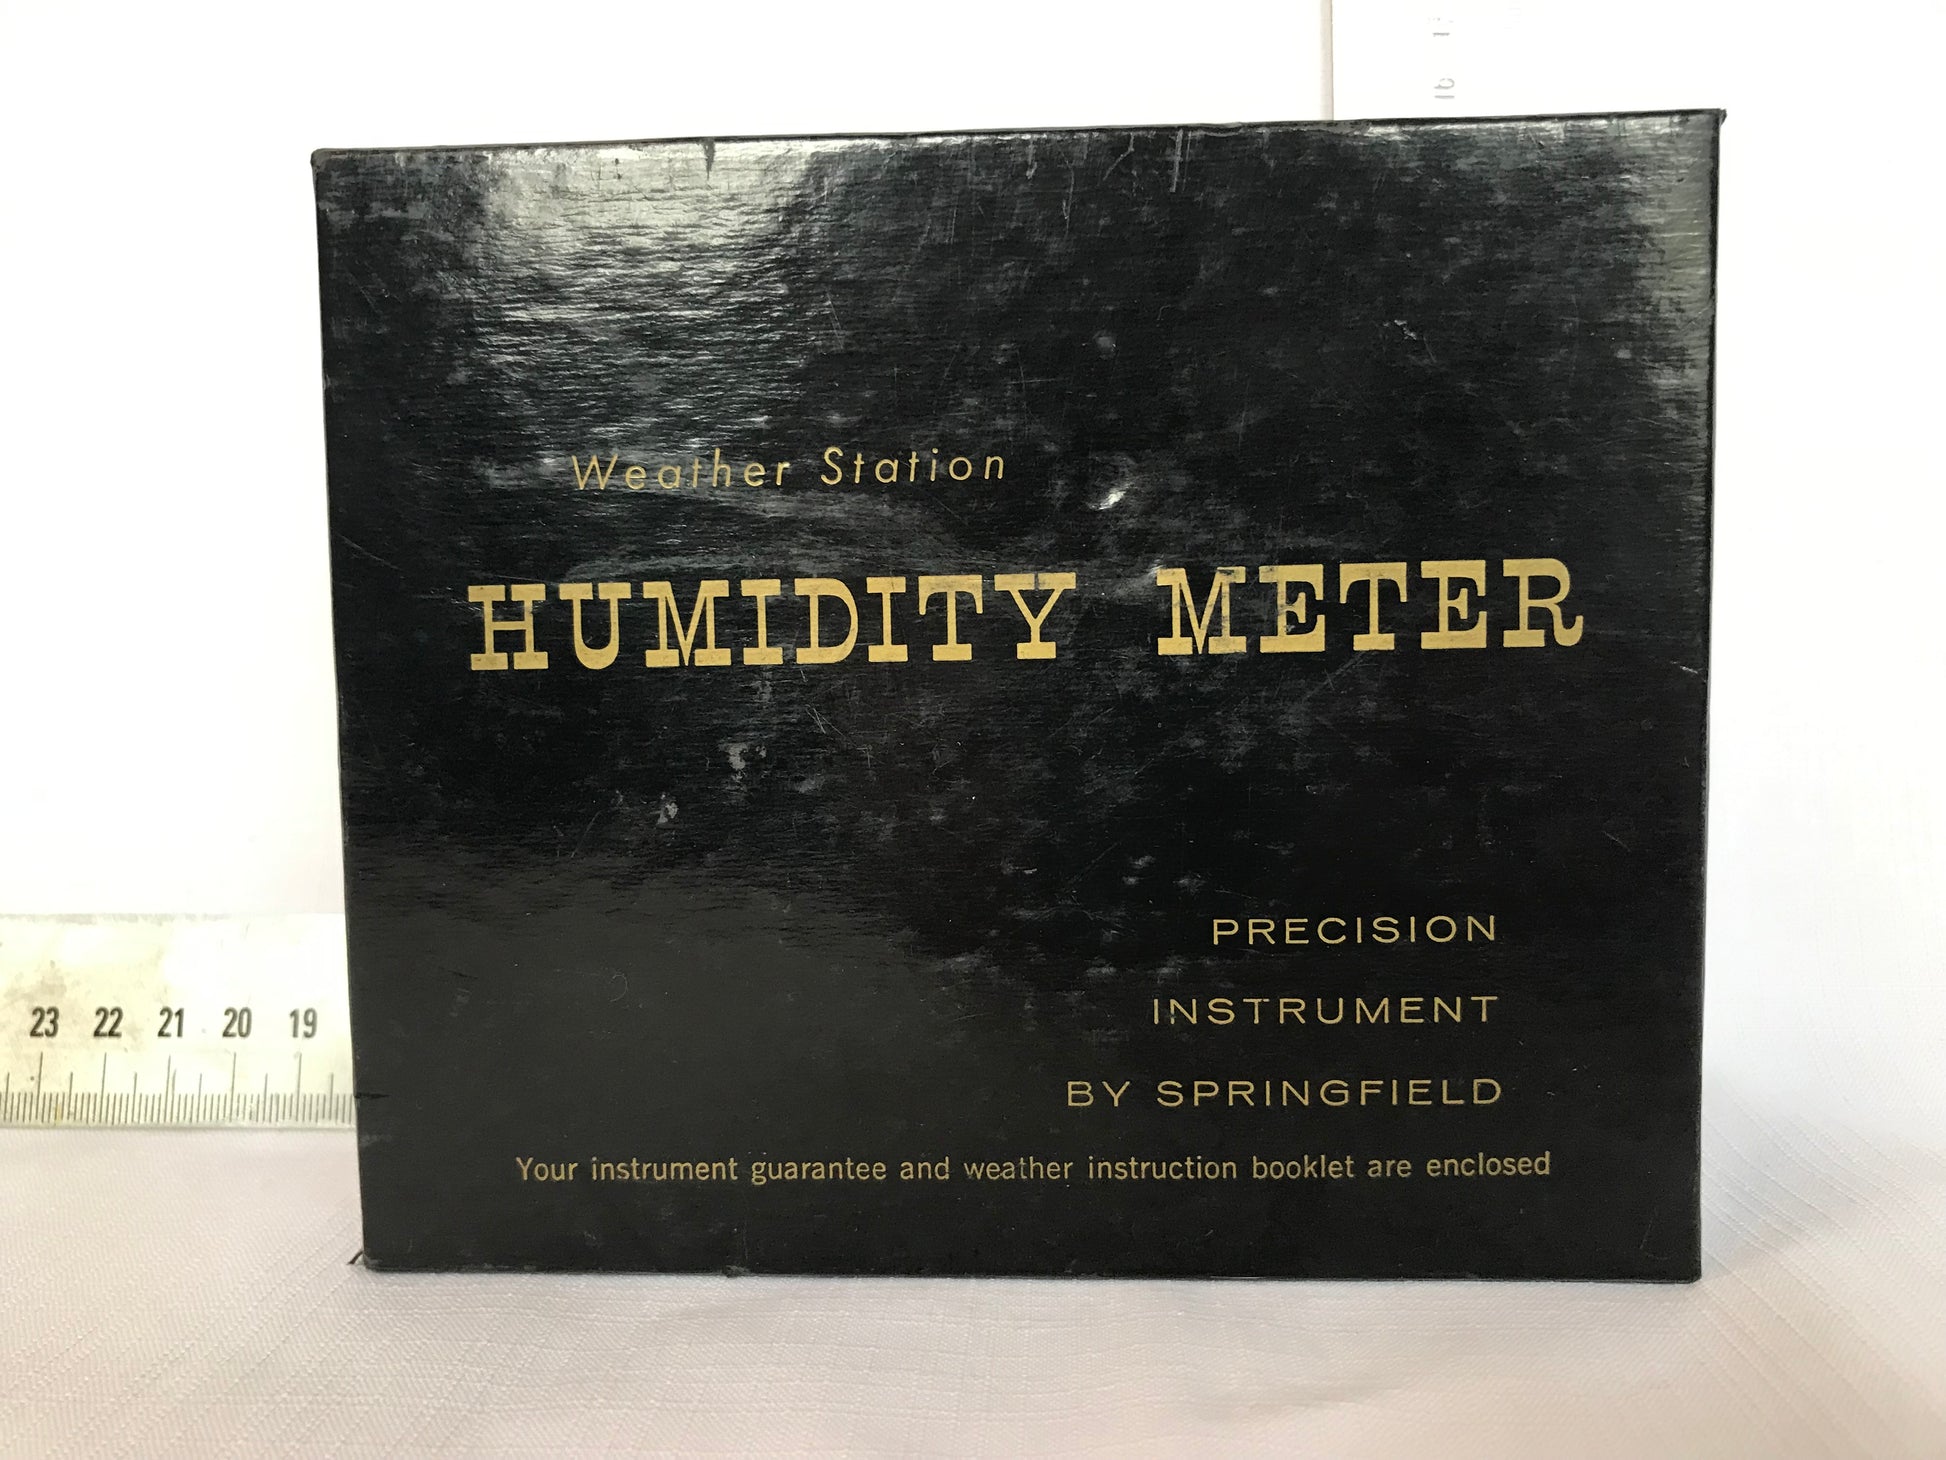 Weather Station
HUMIDITY METER
PRECISION
INSTRUMENT
BY SPRINGFIELD
Your instrument guarantee and weather instruction booklet are enclosed
23 22 21 20 19